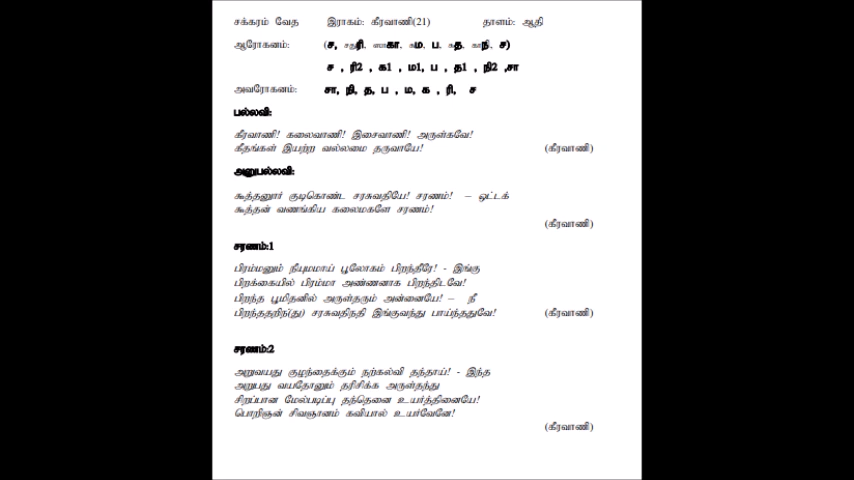 சக்கரம் வேத இராகம்: கீரவாணி(21) தாளம்: ஆதி
ஆரோகனம்: (ச, சதுரி. காகா. சும. ப. சுத. காநி. ச)
ச , ரி2 , க1 , ம1, ப , த1 , நி2 ,சா
அவரோகனம்: சா, நி, த, ப , ம, க , ரி, ச
பல்லவி:
கீரவாணி! கலைவாணி! இசைவாணி! அருள்கவே!
கீதங்கள் இயற்ற வல்லமை தருவாயே! (கீரவாணி)
அனுபல்லவி:
கூத்தனூர் குடிகொண்ட சரசுவதியே! சரணம்! – ஒட்டக்
கூத்தன் வணங்கிய கலைமகளே சரணம்!
(கீரவாணி)
சரணம்:1
பிரம்மனும் நீயுமமாய் பூலோகம் பிறந்தீரே! - இங்கு
பிறக்கையில் பிரம்மா அண்ணனாக பிறந்திடவே!
பிறந்த பூமிதனில் அருள்தரும் அன்னையே! – நீ
பிறந்ததறிந்(து) சரசுவதிநதி இங்குவந்து பாய்ந்ததுவே! (கீரவாணி)
சரணம்:2
அறுவயது குழந்தைக்கும் நற்கல்வி தந்தாய்! - இந்த
அறுபது வயதோனும் தரிசிக்க அருள்தந்து
சிறப்பான மேல்படிப்பு தந்தெனை உயர்த்தினையே!
பொறிஞன் சிவஞானம் கவியால் உயர்வேனே!
(கீரவாணி)